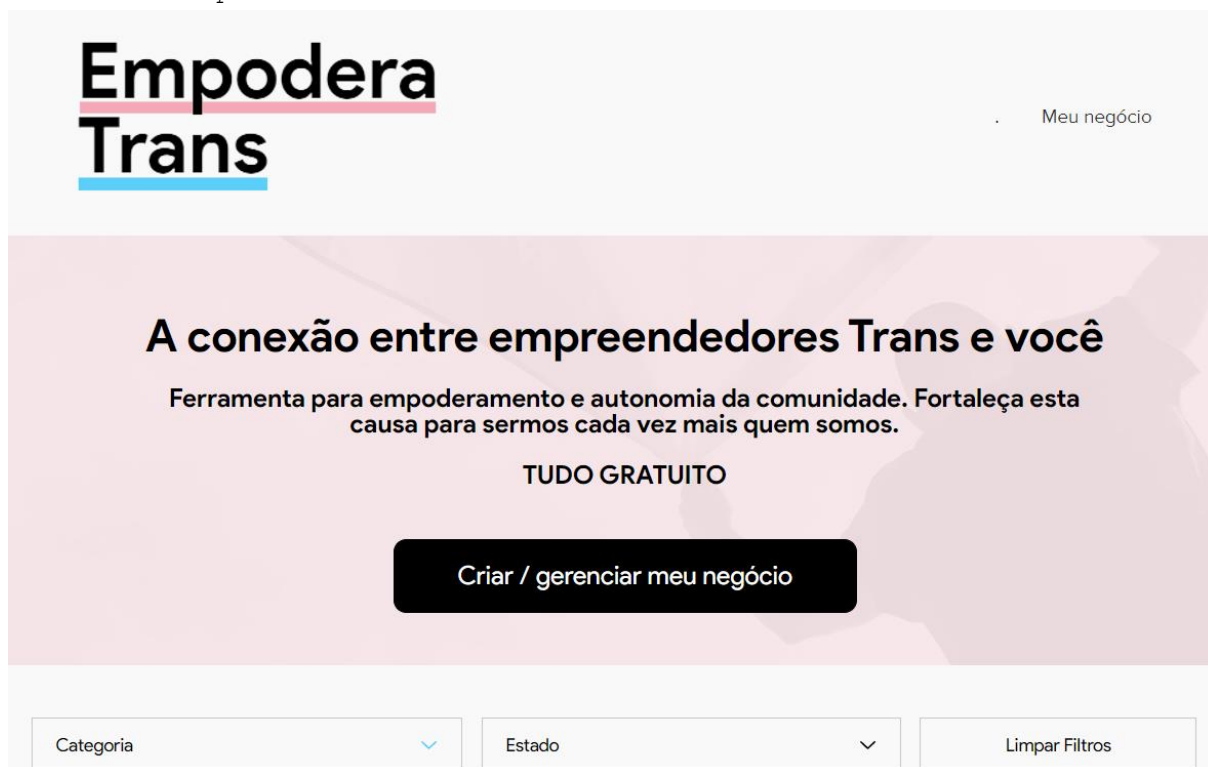 Empodera
Trans
. Meu negócio
A conexão entre empreendedores Trans e você
Ferramenta para empoderamento e autonomia da comunidade. Fortaleça esta
causa para sermos cada vez mais quem somos.
TUDO GRATUITO
Criar / gerenciar meu negócio
Categoria
Estado
Limpar Filtros